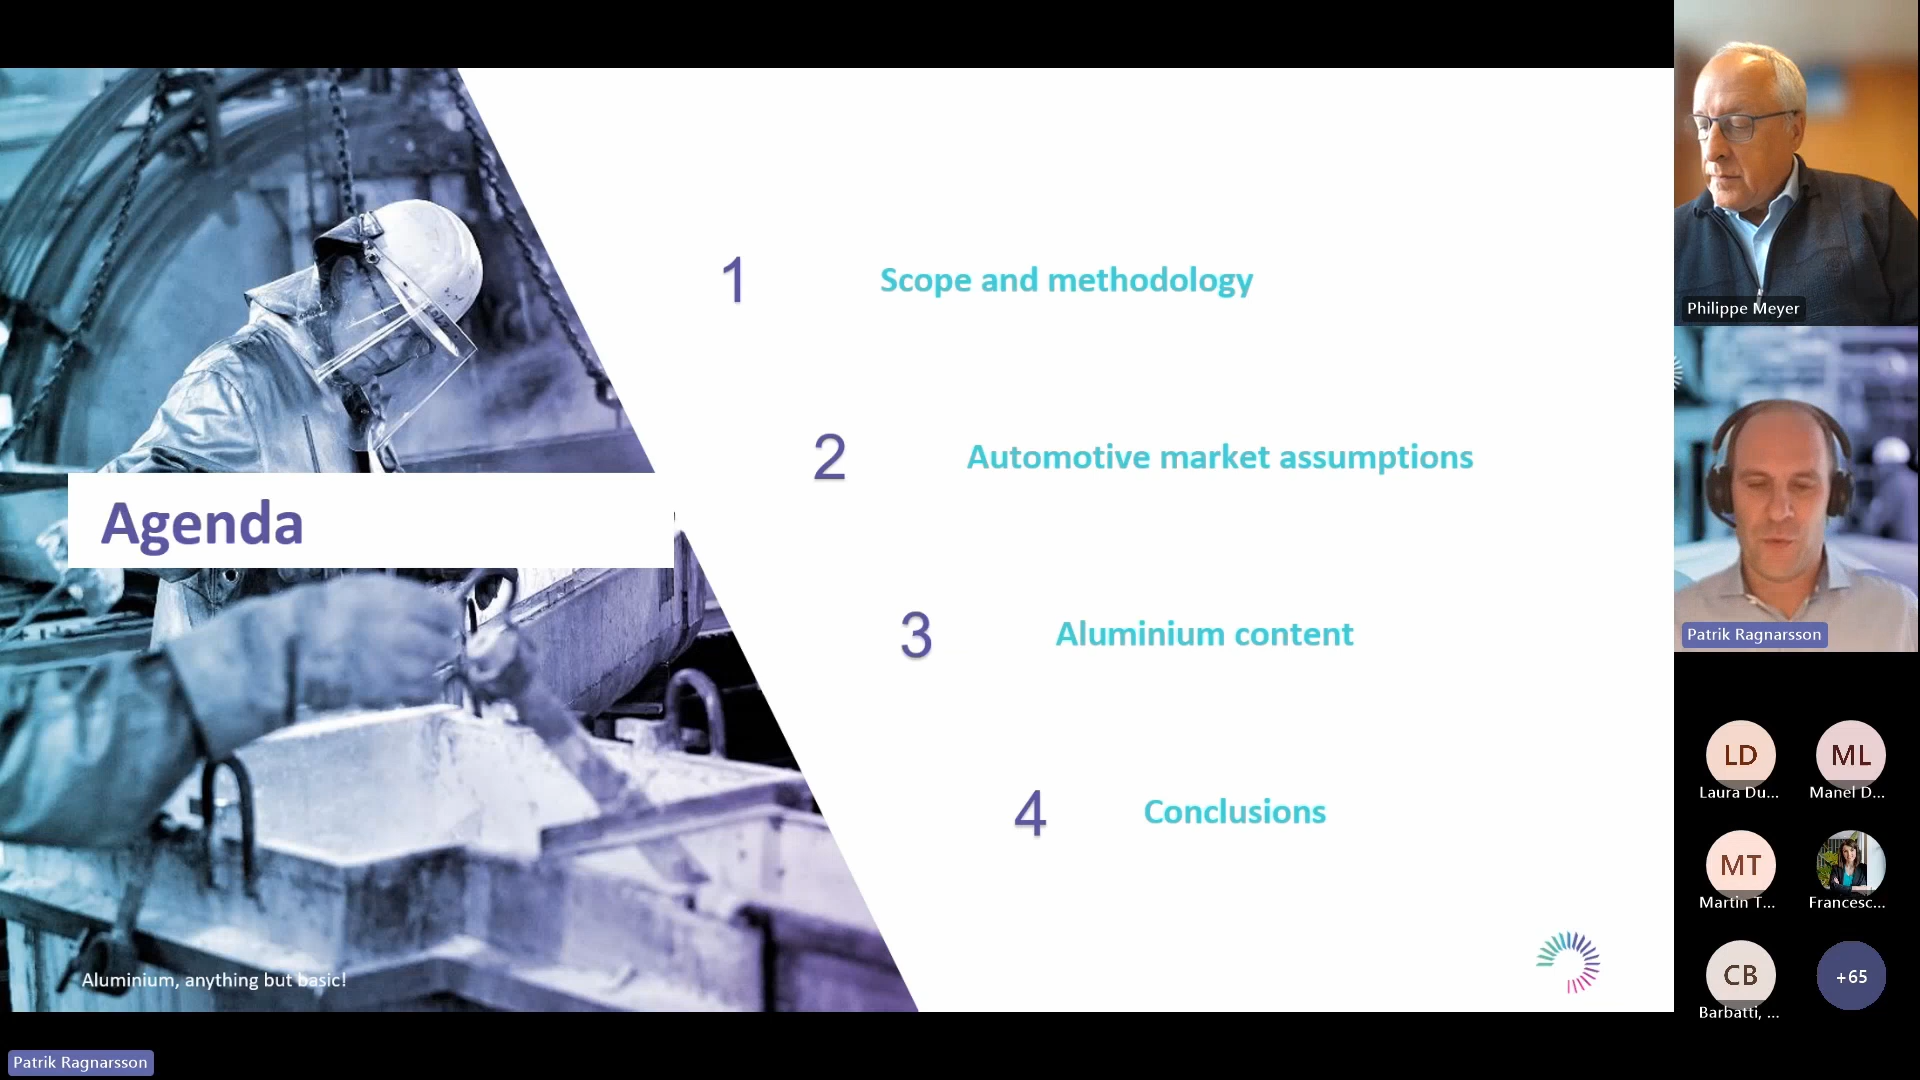 Agenda
1
Scope and methodology
2
Automotive market assumptions
3
Aluminium content
4
Conclusions
Aluminium, anything but basic!
Philippe Meyer
Patrik Ragnarsson
LD
Laura Du...
ML
Manel D...
MT
Martin T...
Francesc...
CB
Barbatti, ...
+65
Patrik Ragnarsson